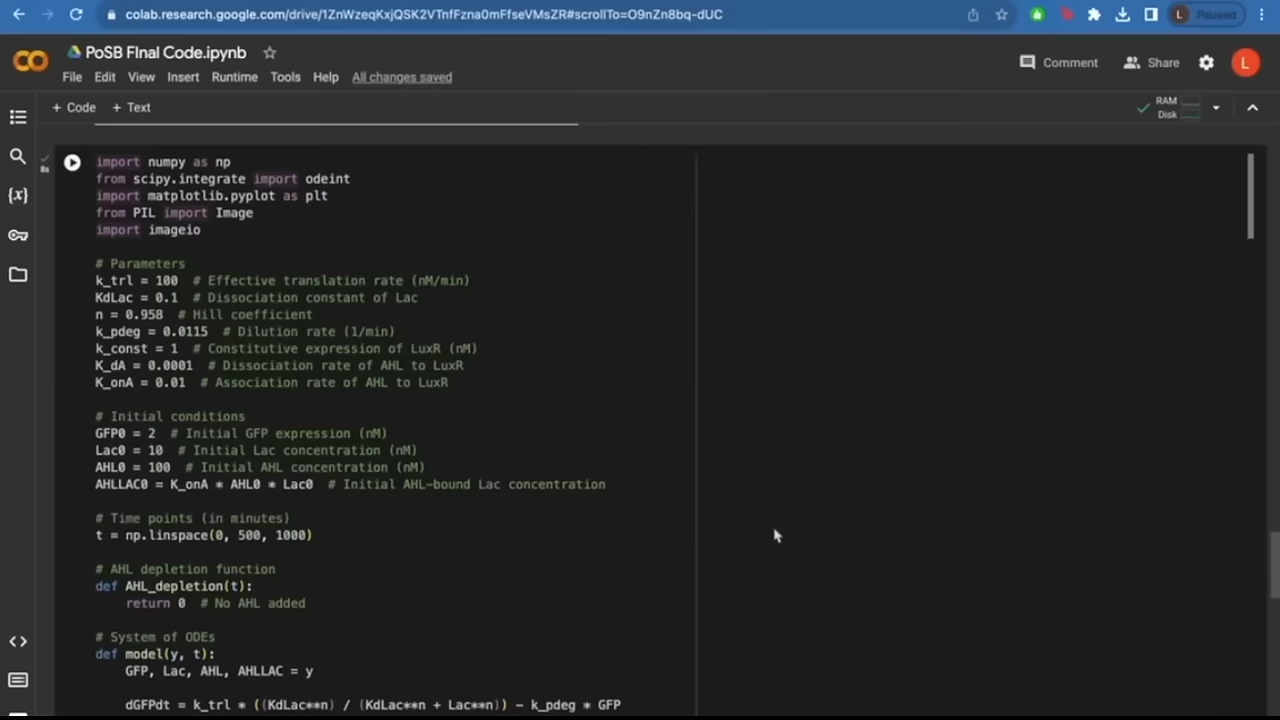 colab.research.google.com/drive/1ZnWzeqKxjQSK2VTnfFzna0mFfseVMsZR#scrollTo=O9nZn8bq-dUC
L Paused
PoSB FInal Code.ipynb
File Edit View Insert Runtime Tools Help All changes saved
Comment Share L
+ Code + Text
RAM
Disk
{x}
8s
import numpy as np
from scipy.integrate import odeint
import matplotlib.pyplot as plt
from PIL import Image
import imageio
# Parameters
k_trl = 100 # Effective translation rate (nM/min)
KdLac = 0.1 # Dissociation constant of Lac
n = 0.958 # Hill coefficient
k_pdeg = 0.0115 # Dilution rate (1/min)
k_const = 1 # Constitutive expression of LuxR (nM)
K_dA = 0.0001 # Dissociation rate of AHL to LuxR
K_onA = 0.01 # Association rate of AHL to LuxR
# Initial conditions
GFP0 = 2 # Initial GFP expression (nM)
Lac0 = 10 # Initial Lac concentration (nM)
AHL0 = 100 # Initial AHL concentration (nM)
AHLLAC0 = K_onA * AHL0 * Lac0 # Initial AHL-bound Lac concentration
# Time points (in minutes)
t = np.linspace(0, 500, 1000)
# AHL depletion function
def AHL_depletion(t):
return 0 # No AHL added
# System of ODEs
def model(y, t):
GFP, Lac, AHL, AHLLAC = y
dGFPdt = k_trl * ((KdLac**n) / (KdLac**n + Lac**n)) - k_pdeg * GFP